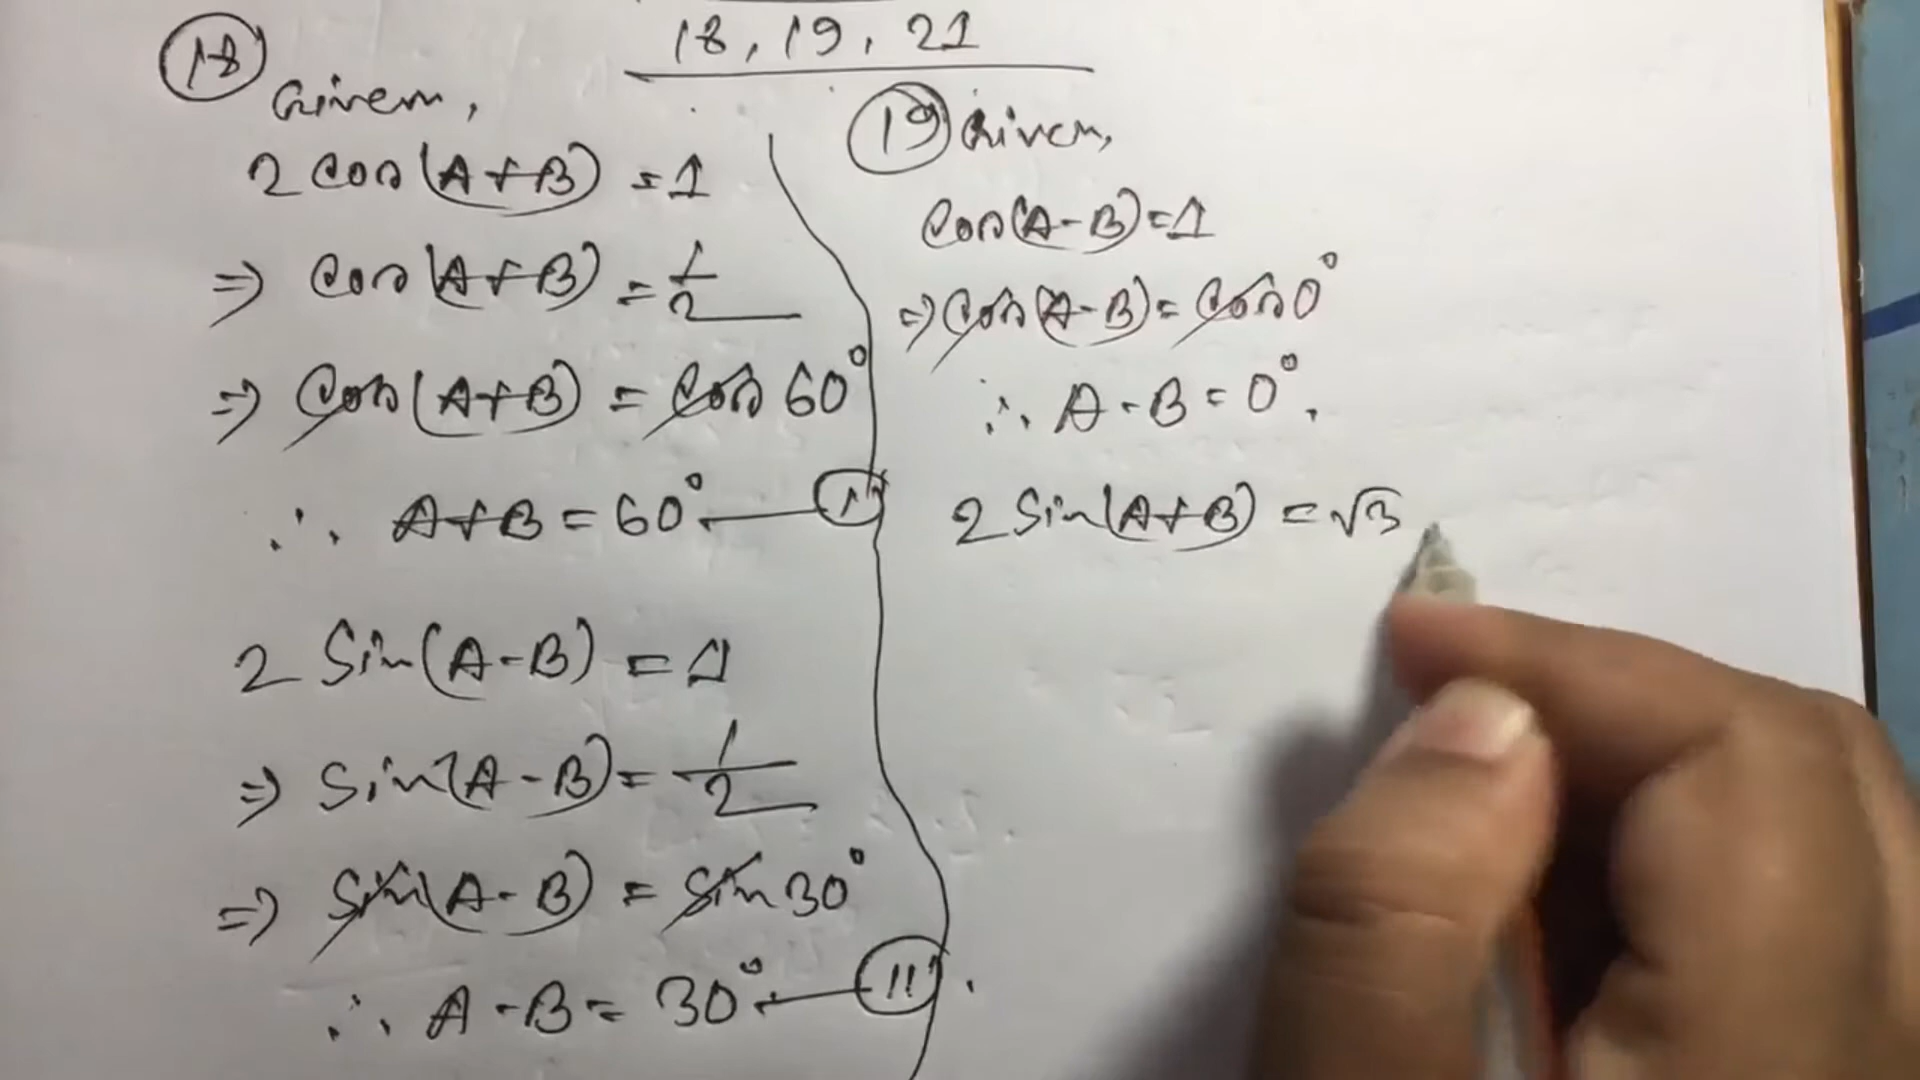 18, 19, 21
(18) Given,
2 cos(A+B) = 1
⇒ cos(A+B) = 1/2
⇒ cos(A+B) = cos 60°
∴ A+B = 60° — (i)
2 Sin(A-B) = 1
⇒ Sin(A-B) = 1/2
⇒ Sin(A-B) = Sin 30°
∴ A-B = 30° — (ii)
(19) Given,
cos(A-B) = 1
⇒ cos(A-B) = cos 0°
∴ A-B = 0°.
2 Sin(A+B) = √3